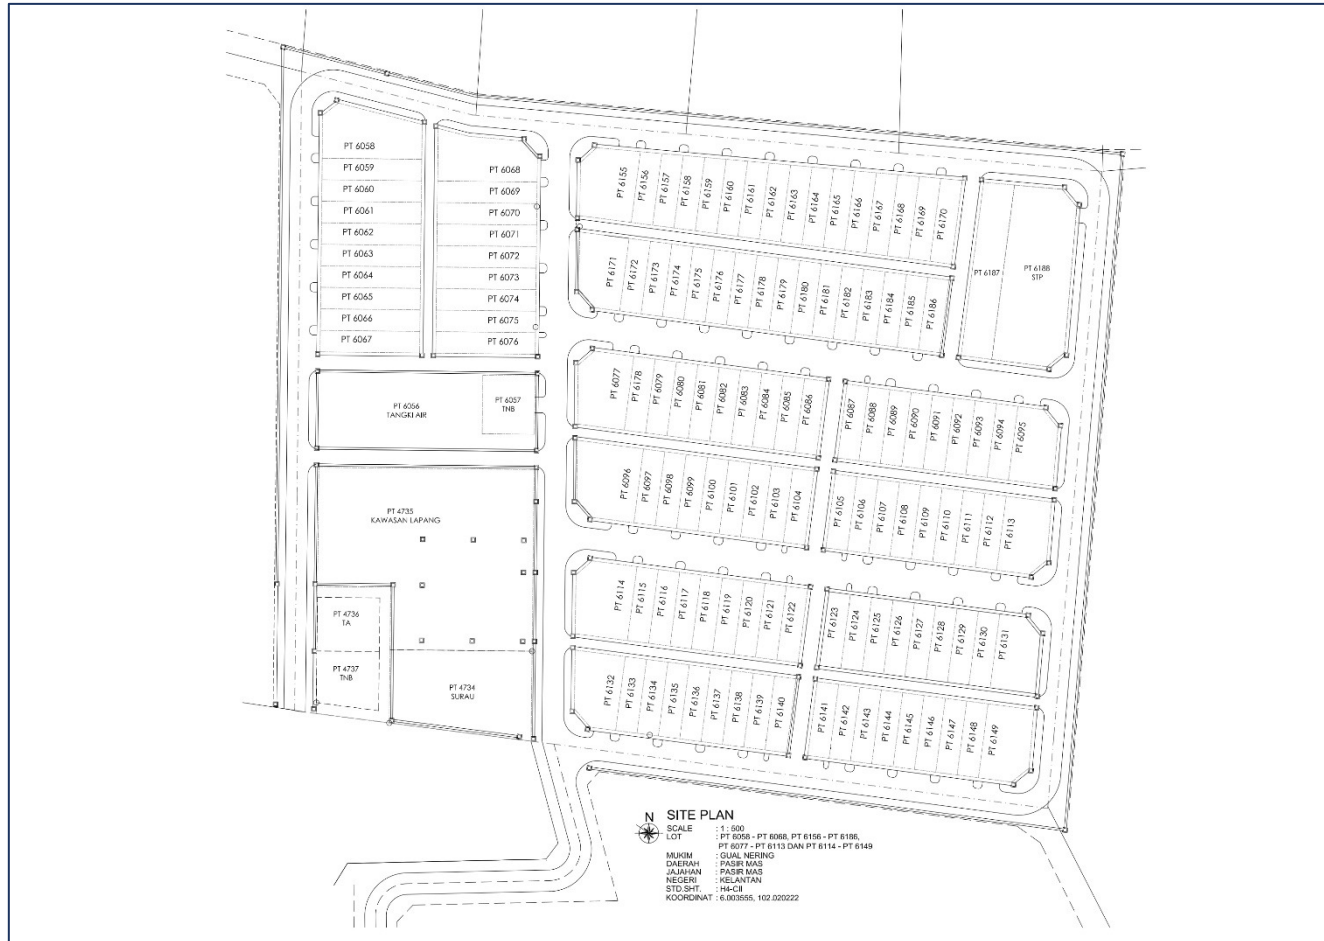 PT 6058
PT 6059
PT 6060
PT 6061
PT 6062
PT 6063
PT 6064
PT 6065
PT 6066
PT 6067
PT 6068
PT 6069
PT 6070
PT 6071
PT 6072
PT 6073
PT 6074
PT 6075
PT 6076
PT 6056
TANGKI AIR
PT 6057
TNB
PT 4735
KAWASAN LAPANG
PT 4736
TA
PT 4737
TNB
PT 4734
SURAU
PT 6155
PT 6156
PT 6157
PT 6158
PT 6159
PT 6160
PT 6161
PT 6162
PT 6163
PT 6164
PT 6165
PT 6166
PT 6167
PT 6168
PT 6169
PT 6170
PT 6171
PT 6172
PT 6173
PT 6174
PT 6175
PT 6176
PT 6177
PT 6178
PT 6179
PT 6180
PT 6181
PT 6182
PT 6183
PT 6184
PT 6185
PT 6186
PT 6187
PT 6188
STP
PT 6077
PT 6178
PT 6079
PT 6080
PT 6081
PT 6082
PT 6083
PT 6084
PT 6085
PT 6086
PT 6087
PT 6088
PT 6089
PT 6090
PT 6091
PT 6092
PT 6093
PT 6094
PT 6095
PT 6096
PT 6097
PT 6098
PT 6099
PT 6100
PT 6101
PT 6102
PT 6103
PT 6104
PT 6105
PT 6106
PT 6107
PT 6108
PT 6109
PT 6110
PT 6111
PT 6112
PT 6113
PT 6114
PT 6115
PT 6116
PT 6117
PT 6118
PT 6119
PT 6120
PT 6121
PT 6122
PT 6123
PT 6124
PT 6125
PT 6126
PT 6127
PT 6128
PT 6129
PT 6130
PT 6131
PT 6132
PT 6133
PT 6134
PT 6135
PT 6136
PT 6137
PT 6138
PT 6139
PT 6140
PT 6141
PT 6142
PT 6143
PT 6144
PT 6145
PT 6146
PT 6147
PT 6148
PT 6149
N
SITE PLAN
SCALE : 1 : 500
LOT : PT 6058 - PT 6068, PT 6156 - PT 6186,
PT 6077 - PT 6113 DAN PT 6114 - PT 6149
MUKIM : GUAL NERING
DAERAH : PASIR MAS
JAJAHAN : PASIR MAS
NEGERI : KELANTAN
STD.SHT. : H4-CII
KOORDINAT : 6.003555, 102.020222